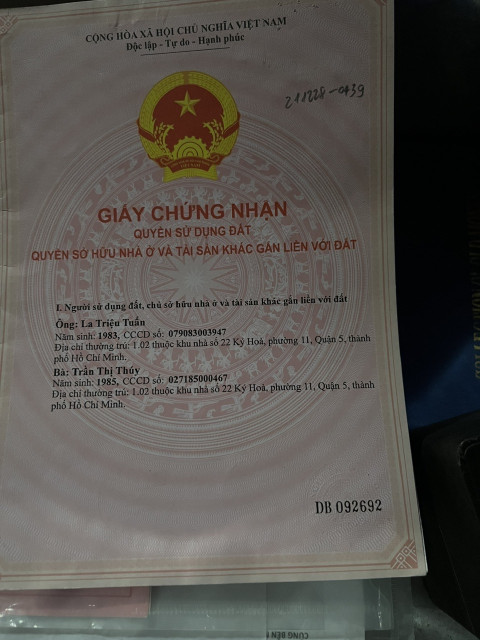 CỘNG HÒA XÃ HỘI CHỦ NGHĨA VIỆT NAM
Độc lập - Tự do - Hạnh phúc
211228-0439
GIẤY CHỨNG NHẬN
QUYỀN SỬ DỤNG ĐẤT
QUYỀN SỞ HỮU NHÀ Ở VÀ TÀI SẢN KHÁC GẮN LIỀN VỚI ĐẤT
I. Người sử dụng đất, chủ sở hữu nhà ở và tài sản khác gắn liền với đất
Ông: La Triệu Tuấn
Năm sinh: 1983, CCCD số: 079083003947
Địa chỉ thường trú: 1.02 thuộc khu nhà số 22 Ký Hoà, phường 11, Quận 5, thành
phố Hồ Chí Minh.
Bà: Trần Thị Thúy
Năm sinh: 1985, CCCD số: 027185000467
Địa chỉ thường trú: 1.02 thuộc khu nhà số 22 Ký Hoà, phường 11, Quận 5, thành
phố Hồ Chí Minh.
DB 092692